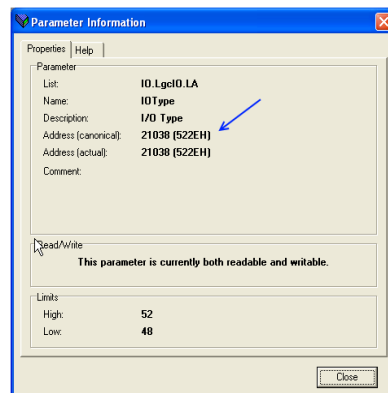 Parameter Information
Properties Help
Parameter
List: IO.LgcIO.LA
Name: IOType
Description: I/O Type
Address (canonical): 21038 (522EH)
Address (actual): 21038 (522EH)
Comment:
Read/Write
This parameter is currently both readable and writable.
Limits
High: 52
Low: 48
Close